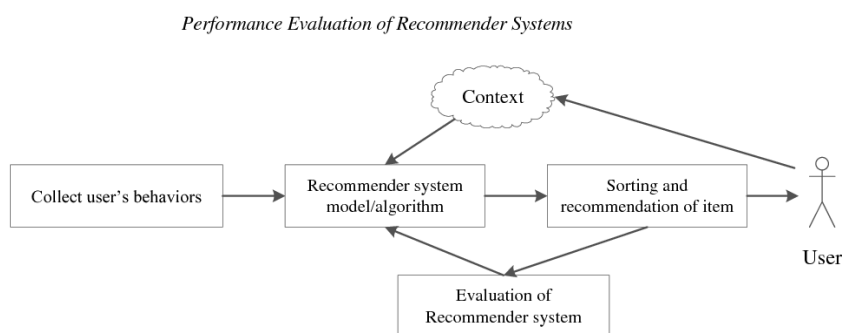 Performance Evaluation of Recommender Systems
Context
Collect user's behaviors
Recommender system
model/algorithm
Sorting and
recommendation of item
User
Evaluation of
Recommender system